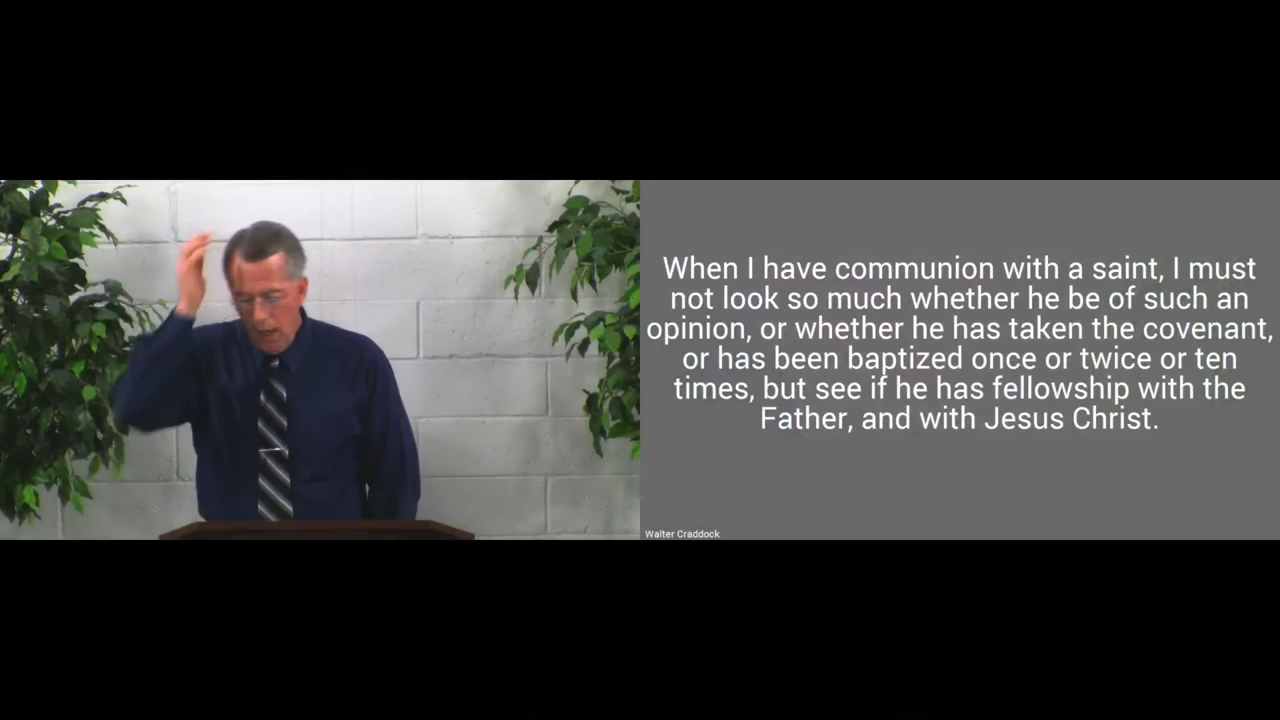 When I have communion with a saint, I must
not look so much whether he be of such an
opinion, or whether he has taken the covenant,
or has been baptized once or twice or ten
times, but see if he has fellowship with the
Father, and with Jesus Christ.
Walter Craddock